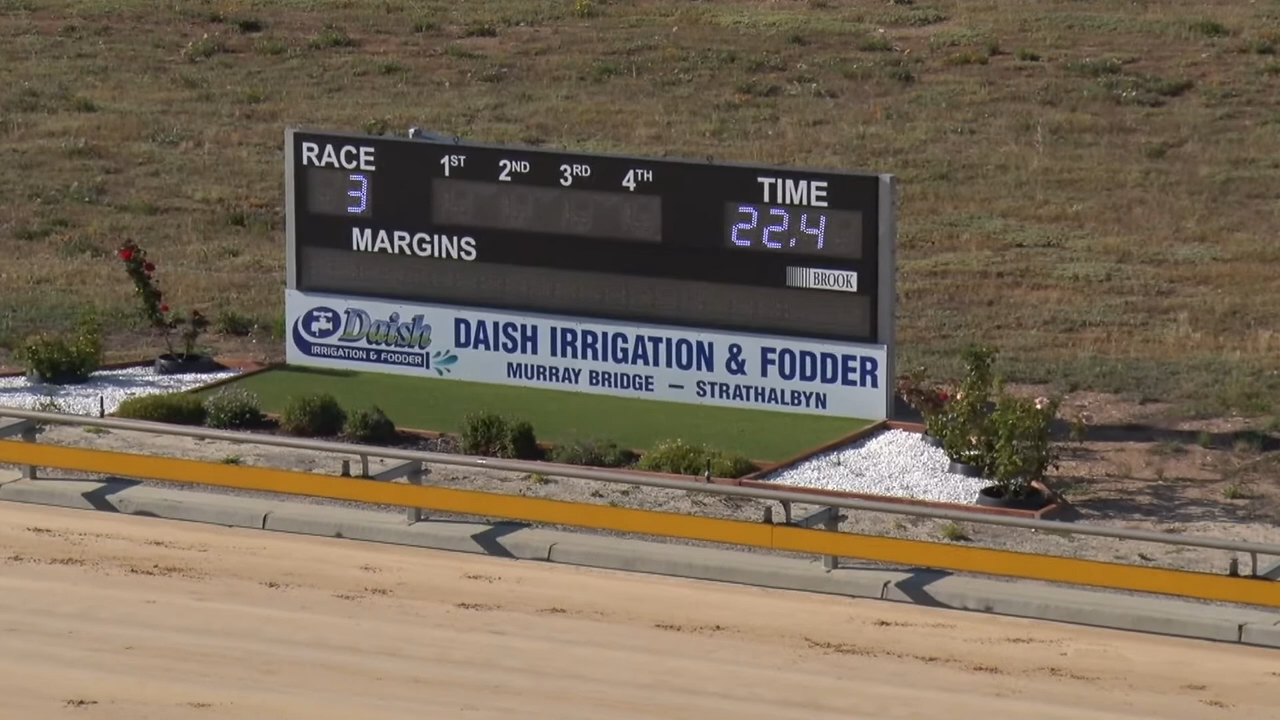 RACE 1ST 2ND 3RD 4TH TIME
3 22.4
MARGINS
BROOK
Daish
IRRIGATION & FODDER
DAISH IRRIGATION & FODDER
MURRAY BRIDGE – STRATHALBYN